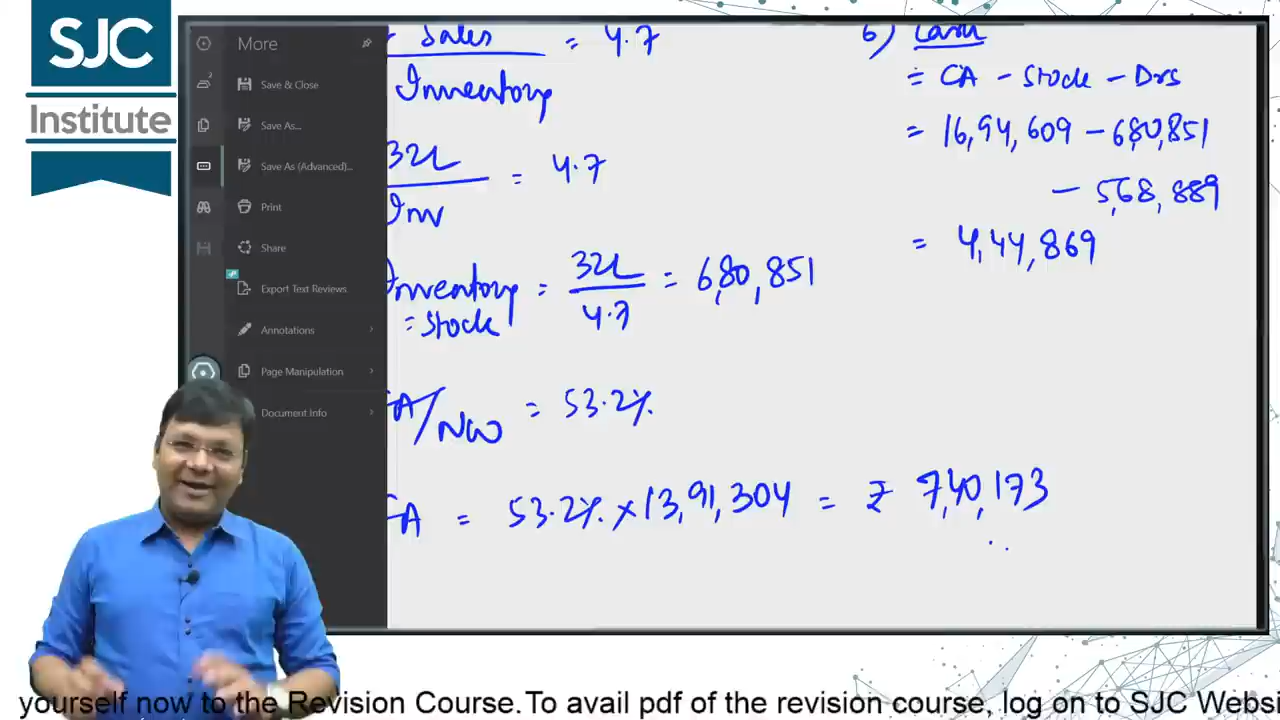 SJC
Institute
More
Save & Close
Save As...
Save As (Advanced)...
Print
Share
Export Text Reviews
Annotations
Page Manipulation
Document Info
Sales = 4.7
Inventory
32L = 4.7
Inv
Inventory = 32L = 680,851
= Stock 4.7
A/NW = 53.2%
FA = 53.2% × 13,91,304 = ₹ 7,40,173
6) Cash
= CA - Stock - Drs
= 16,94,609 - 680,851
- 5,68,889
= 4,44,869
yourself now to the Revision Course.To avail pdf of the revision course, log on to SJC Websi